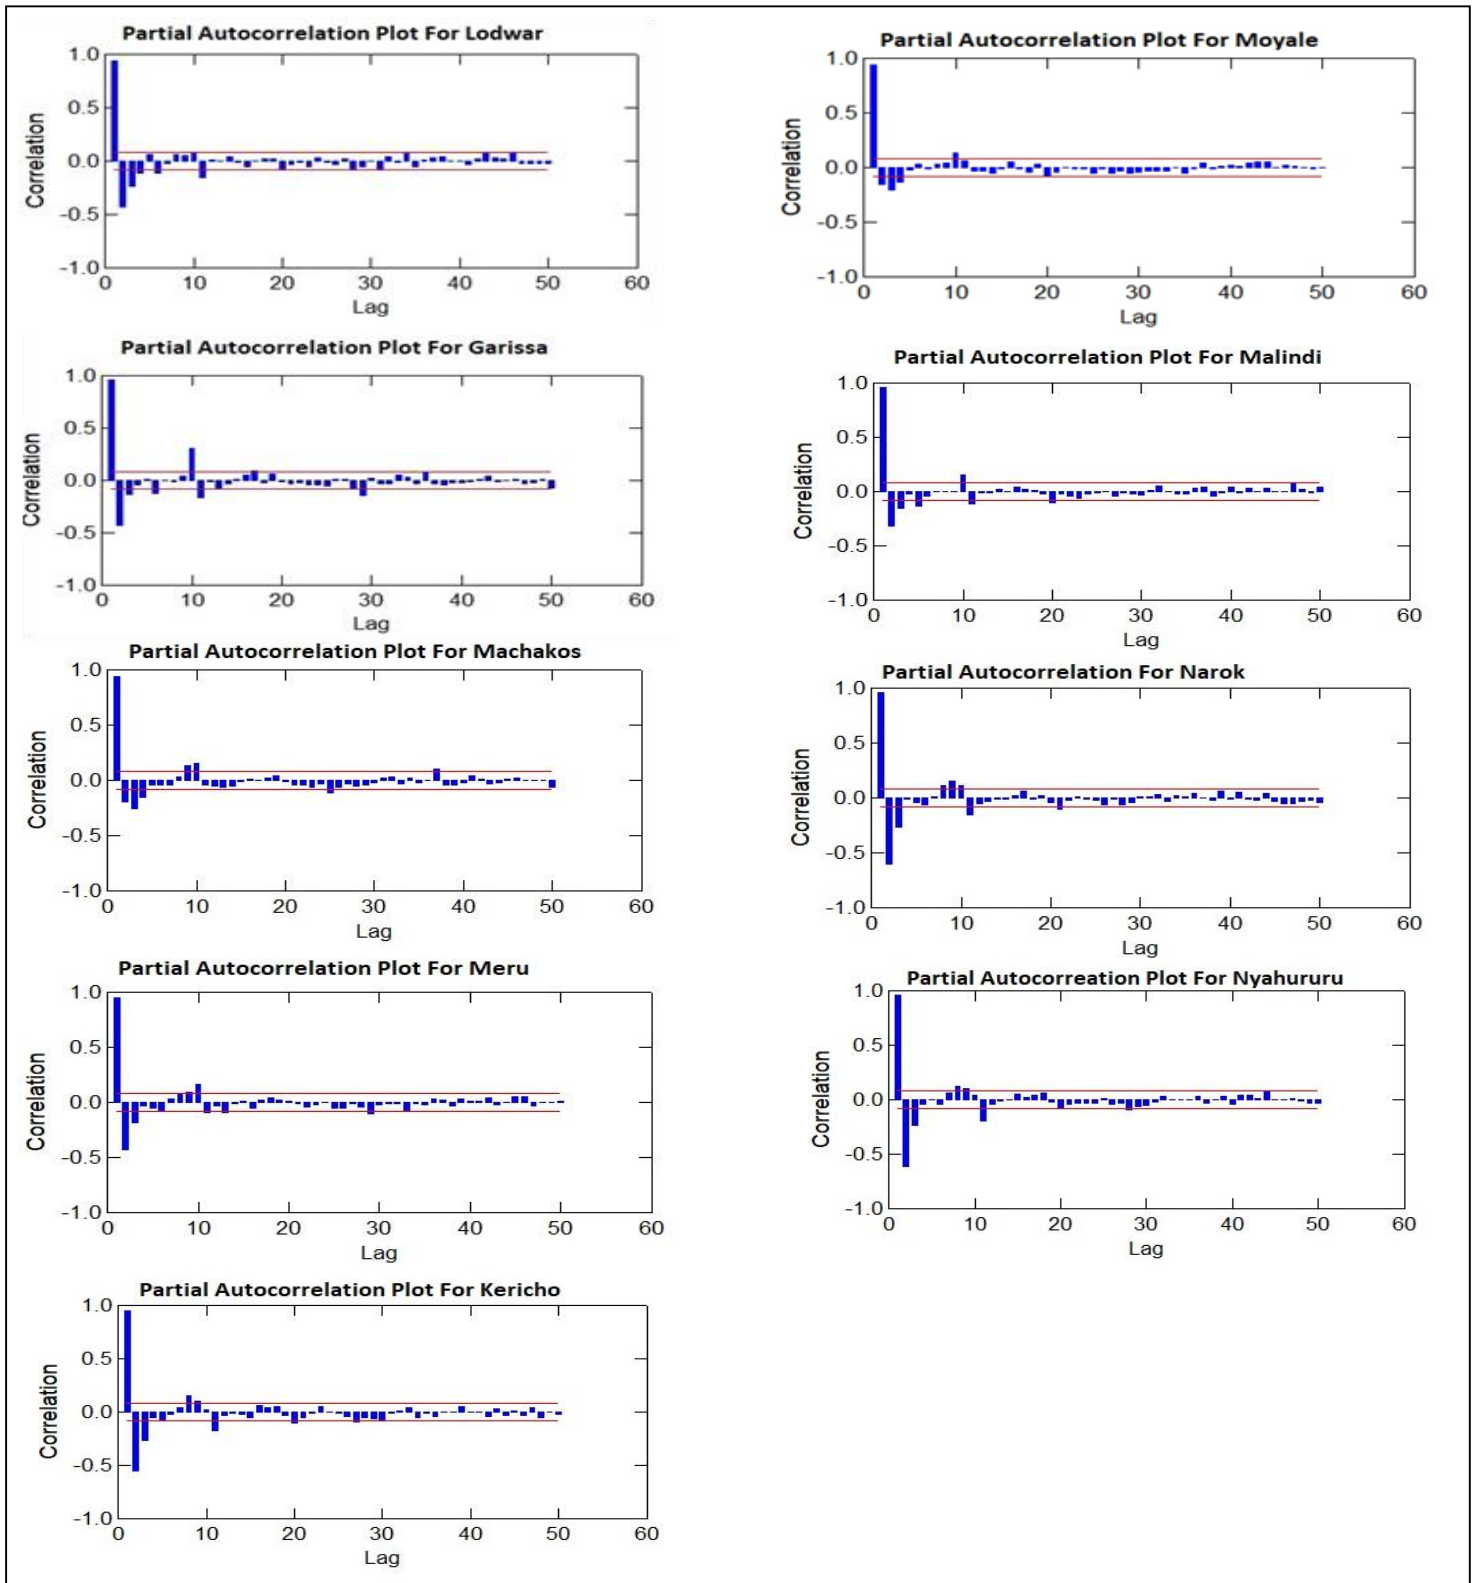 Partial Autocorrelation Plot For Lodwar
1.0
0.5
0.0
-0.5
-1.0
Correlation
0 10 20 30 40 50 60
Lag
Partial Autocorrelation Plot For Moyale
1.0
0.5
0.0
-0.5
-1.0
Correlation
0 10 20 30 40 50 60
Lag
Partial Autocorrelation Plot For Garissa
1.0
0.5
0.0
-0.5
-1.0
Correlation
0 10 20 30 40 50 60
Lag
Partial Autocorrelation Plot For Malindi
1.0
0.5
0.0
-0.5
-1.0
Correlation
0 10 20 30 40 50 60
Lag
Partial Autocorrelation Plot For Machakos
1.0
0.5
0.0
-0.5
-1.0
Correlation
0 10 20 30 40 50 60
Lag
Partial Autocorrelation For Narok
1.0
0.5
0.0
-0.5
-1.0
Correlation
0 10 20 30 40 50 60
Lag
Partial Autocorrelation Plot For Meru
1.0
0.5
0.0
-0.5
-1.0
Correlation
0 10 20 30 40 50 60
Lag
Partial Autocorreation Plot For Nyahururu
1.0
0.5
0.0
-0.5
-1.0
Correlation
0 10 20 30 40 50 60
Lag
Partial Autocorrelation Plot For Kericho
1.0
0.5
0.0
-0.5
-1.0
Correlation
0 10 20 30 40 50 60
Lag